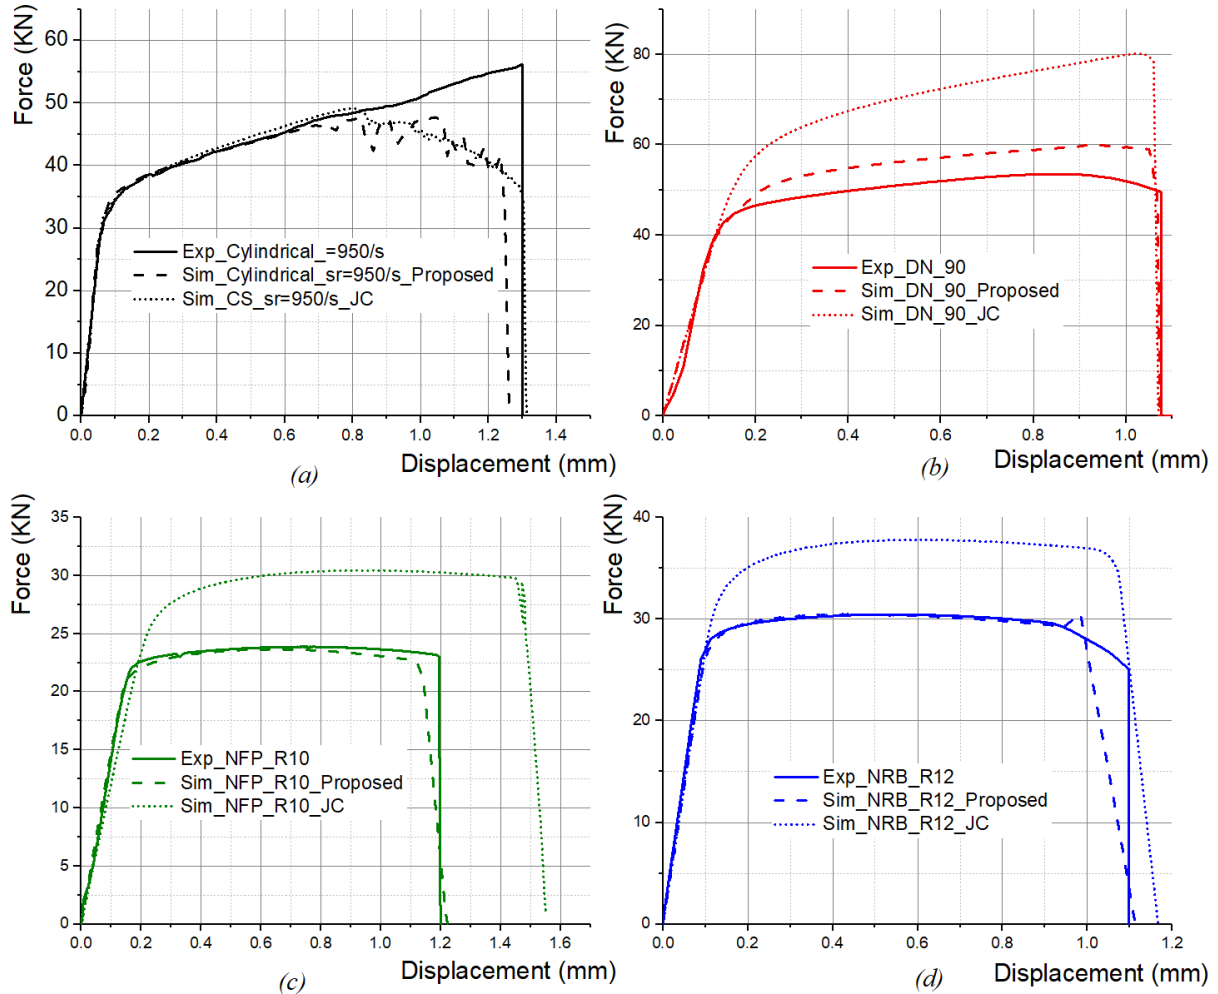 Force (KN)
60
50
40
30
20
10
0
Exp_Cylindrical_=950/s
Sim_Cylindrical_sr=950/s_Proposed
Sim_CS_sr=950/s_JC
0.0 0.2 0.4 0.6 0.8 1.0 1.2 1.4
Displacement (mm)
(a)
Force (KN)
80
60
40
20
0
Exp_DN_90
Sim_DN_90_Proposed
Sim_DN_90_JC
0.0 0.2 0.4 0.6 0.8 1.0
Displacement (mm)
(b)
Force (KN)
35
30
25
20
15
10
5
0
Exp_NFP_R10
Sim_NFP_R10_Proposed
Sim_NFP_R10_JC
0.0 0.2 0.4 0.6 0.8 1.0 1.2 1.4 1.6
Displacement (mm)
(c)
Force (KN)
40
30
20
10
0
Exp_NRB_R12
Sim_NRB_R12_Proposed
Sim_NRB_R12_JC
0.0 0.2 0.4 0.6 0.8 1.0 1.2
Displacement (mm)
(d)